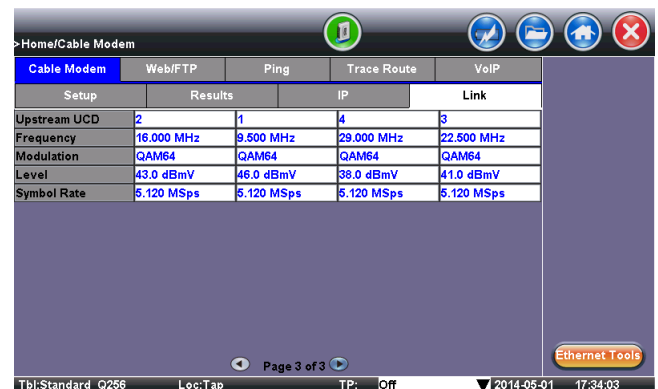 >Home/Cable Modem
Cable Modem Web/FTP Ping Trace Route VoIP
Setup Results IP Link
Upstream UCD 2 1 4 3
Frequency 16.000 MHz 9.500 MHz 29.000 MHz 22.500 MHz
Modulation QAM64 QAM64 QAM64 QAM64
Level 43.0 dBmV 46.0 dBmV 38.0 dBmV 41.0 dBmV
Symbol Rate 5.120 MSps 5.120 MSps 5.120 MSps 5.120 MSps
Page 3 of 3
Ethernet Tools
Tbl:Standard_Q256 Loc:Tap TP: Off 2014-05-01 17:34:03